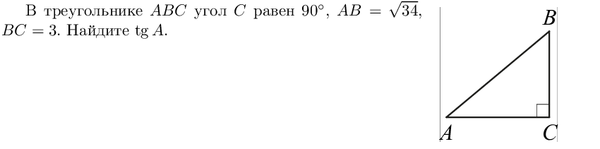 В треугольнике ABC угол C равен 90°, AB = √34,
BC = 3. Найдите tg A.
B
A
C